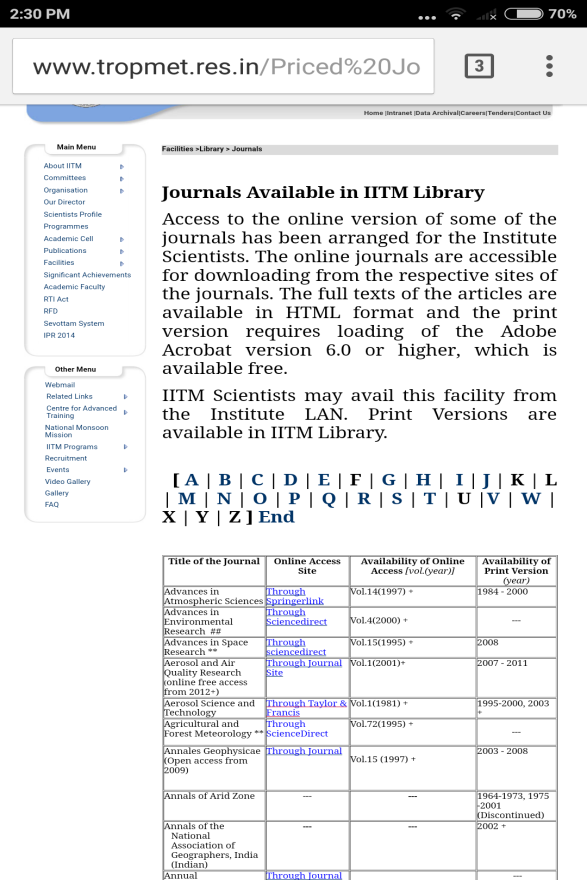 2:30 PM
70%
www.tropmet.res.in/Priced%20Jo
3
Home |Intranet |Data Archival|Careers|Tenders|Contact Us
Main Menu
About IITM
Committees
Organisation
Our Director
Scientists Profile
Programmes
Academic Cell
Publications
Facilities
Significant Achievements
Academic Faculty
RTI Act
RFD
Sevottam System
IPR 2014
Other Menu
Webmail
Related Links
Centre for Advanced
Training
National Monsoon
Mission
IITM Programs
Recruitment
Events
Video Gallery
Gallery
FAQ
Facilities >Library > Journals
Journals Available in IITM Library
Access to the online version of some of the
journals has been arranged for the Institute
Scientists. The online journals are accessible
for downloading from the respective sites of
the journals. The full texts of the articles are
available in HTML format and the print
version requires loading of the Adobe
Acrobat version 6.0 or higher, which is
available free.
IITM Scientists may avail this facility from
the Institute LAN. Print Versions are
available in IITM Library.
[ A | B | C | D | E | F | G | H | I | J | K | L
| M | N | O | P | Q | R | S | T | U |V | W |
X | Y | Z ] End
Title of the Journal
Online Access
Site
Availability of Online
Access [vol.(year)]
Availability of
Print Version
(year)
Advances in
Atmospheric Sciences
Through
Springerlink
Vol.14(1997) +
1984 - 2000
Advances in
Environmental
Research ##
Through
Sciencedirect
Vol.4(2000) +
---
Advances in Space
Research **
Through
sciencedirect
Vol.15(1995) +
2008
Aerosol and Air
Quality Research
(online free access
from 2012+)
Through Journal
Site
Vol.1(2001)+
2007 - 2011
Aerosol Science and
Technology
Through Taylor &
Francis
Vol.1(1981) +
1995-2000, 2003
+
Agricultural and
Forest Meteorology **
Through
ScienceDirect
Vol.72(1995) +
---
Annales Geophysicae
(Open access from
2009)
Through Journal
Vol.15 (1997) +
2003 - 2008
Annals of Arid Zone
---
---
1964-1973, 1975
-2001
(Discontinued)
Annals of the
National
Association of
Geographers, India
(Indian)
---
---
2002 +
Annual
Through Journal
---